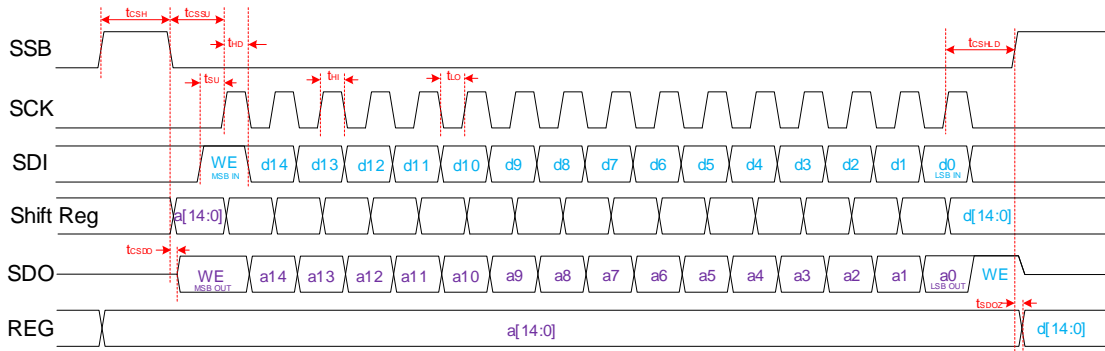 tCSH tCSSU
SSB tHD tCSHLD
tSU tHI tLO
SCK
SDI WE d14 d13 d12 d11 d10 d9 d8 d7 d6 d5 d4 d3 d2 d1 d0
MSB IN LSB IN
Shift Reg a[14:0] d[14:0]
tCSDO
SDO WE a14 a13 a12 a11 a10 a9 a8 a7 a6 a5 a4 a3 a2 a1 a0 WE
MSB OUT LSB OUT
tSDOZ
REG a[14:0] d[14:0]